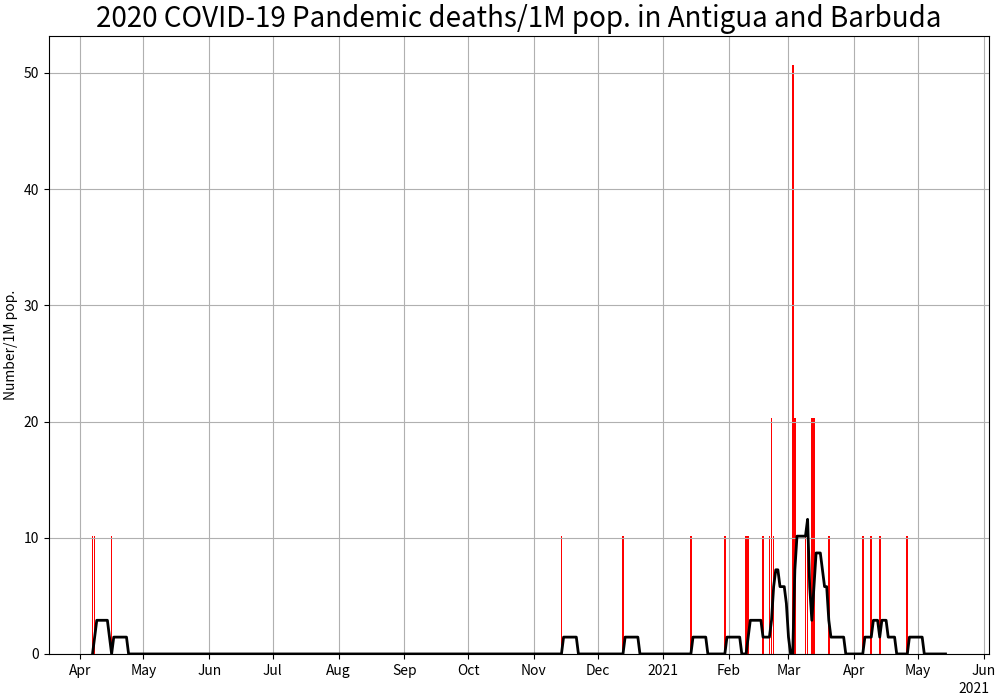 2020 COVID-19 Pandemic deaths/1M pop. in Antigua and Barbuda
Number/1M pop.
50
40
30
20
10
0
Apr May Jun Jul Aug Sep Oct Nov Dec 2021 Feb Mar Apr May Jun
2021